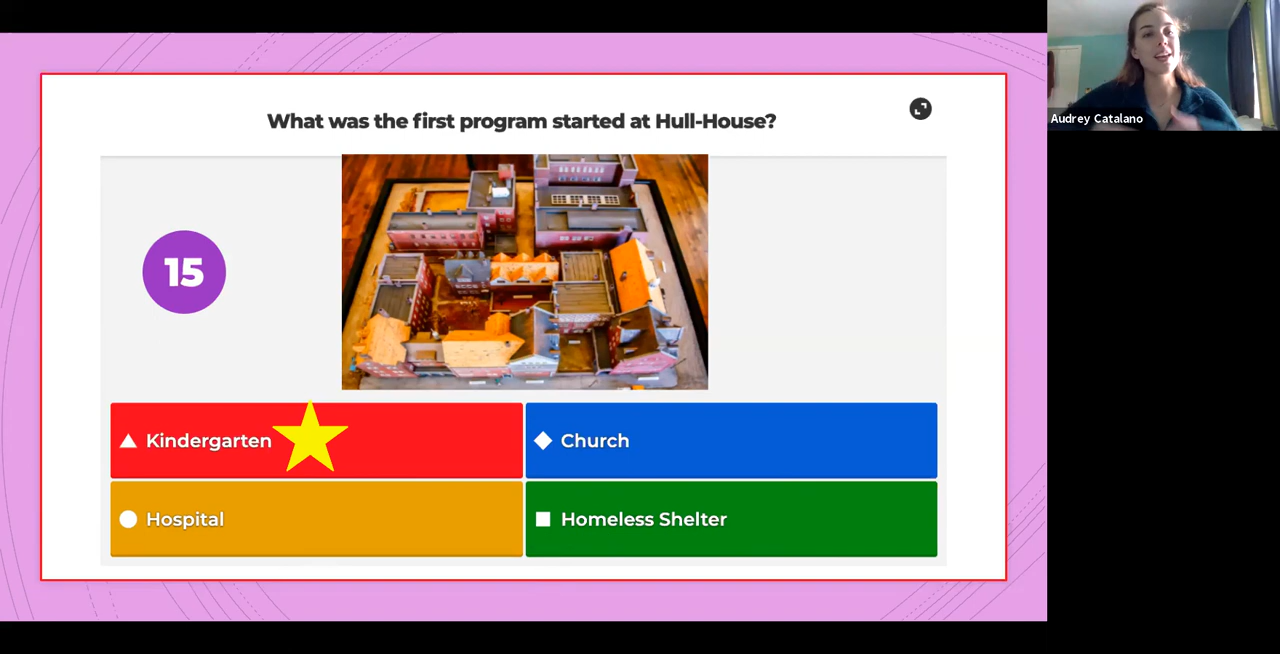 What was the first program started at Hull-House?
15
Kindergarten
Church
Hospital
Homeless Shelter
Audrey Catalano